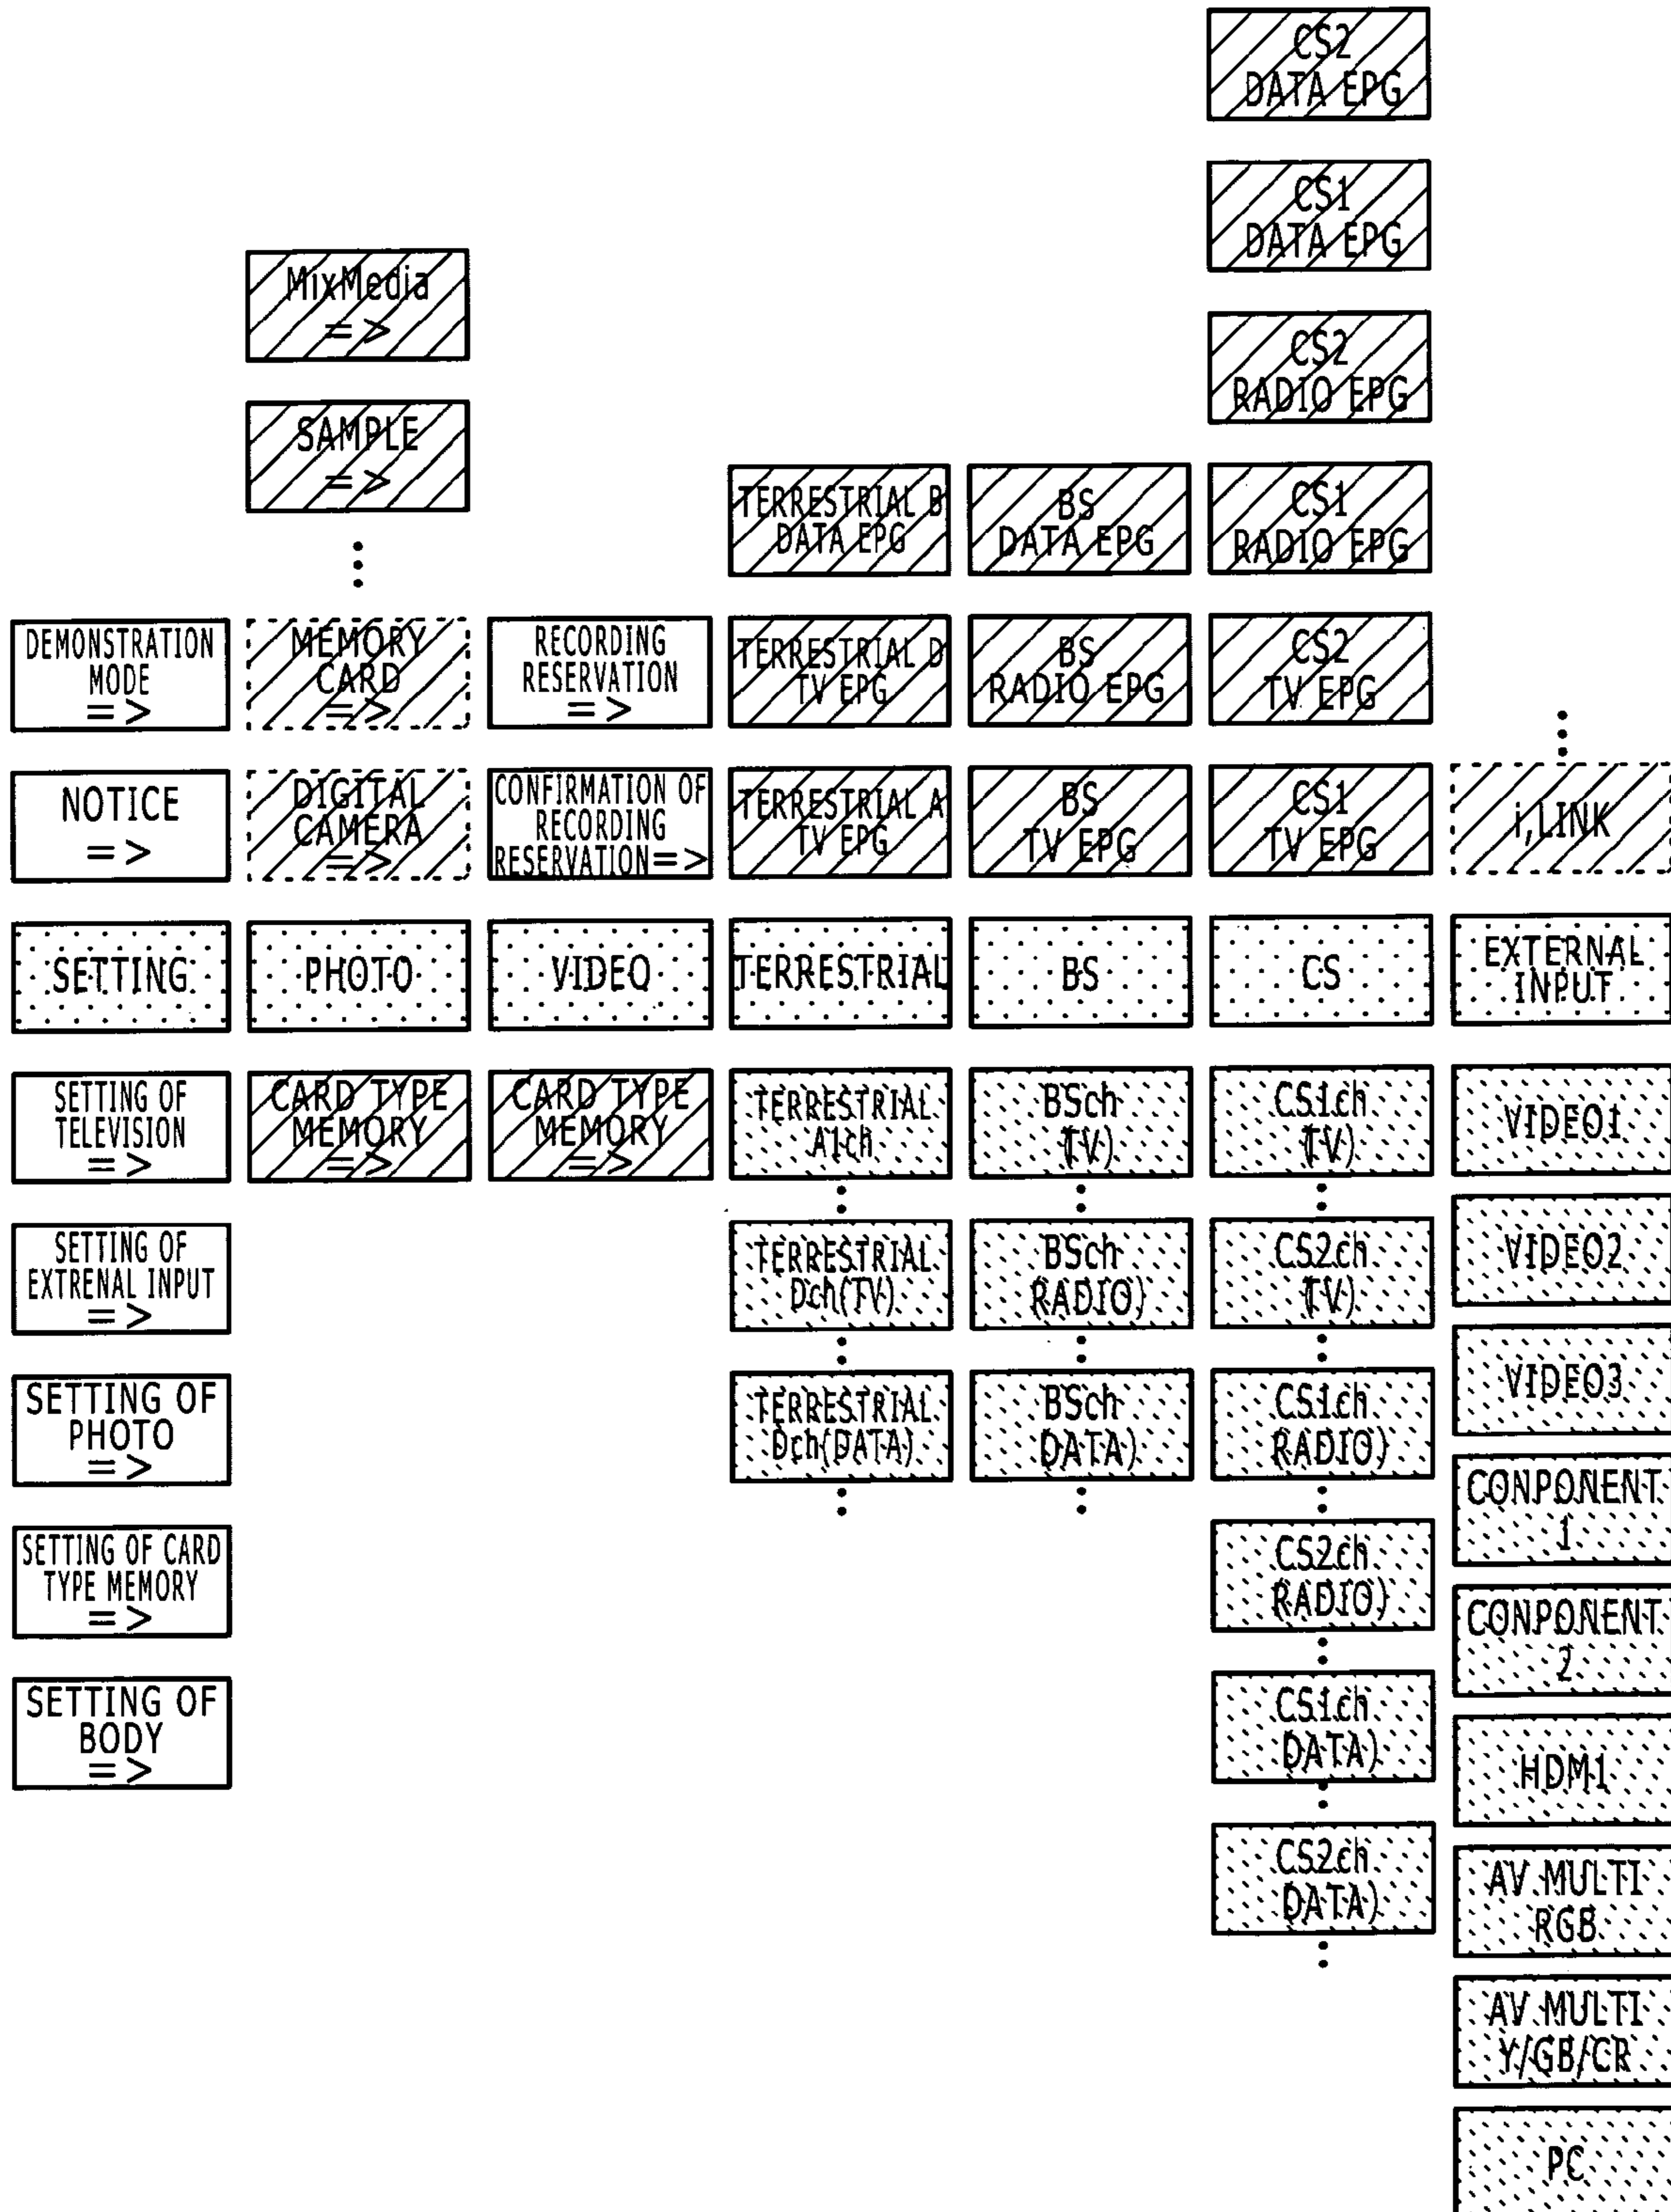 CS2
DATA EPG
CS1
DATA EPG
MixMedia
=>
CS2
RADIO EPG
SAMPLE
=>
TERRESTRIAL B
DATA EPG
BS
DATA EPG
CS1
RADIO EPG
DEMONSTRATION
MODE
=>
MEMORY
CARD
=>
RECORDING
RESERVATION
=>
TERRESTRIAL D
TV EPG
BS
RADIO EPG
CS2
TV EPG
NOTICE
=>
DIGITAL
CAMERA
=>
CONFIRMATION OF
RECORDING
RESERVATION=>
TERRESTRIAL A
TV EPG
BS
TV EPG
CS1
TV EPG
i,LINK
SETTING
PHOTO
VIDEO
TERRESTRIAL
BS
CS
EXTERNAL
INPUT
SETTING OF
TELEVISION
=>
CARD TYPE
MEMORY
=>
CARD TYPE
MEMORY
=>
TERRESTRIAL
A1ch
BSch
(TV)
CS1ch
(TV)
VIDEO1
SETTING OF
EXTRENAL INPUT
=>
TERRESTRIAL
Dch(TV)
BSch
RADIO)
CS2ch
(TV)
VIDEO2
SETTING OF
PHOTO
=>
TERRESTRIAL
Dch(DATA)
BSch
DATA)
CS1ch
RADIO)
VIDEO3
SETTING OF CARD
TYPE MEMORY
=>
CS2ch
RADIO)
CONPONENT
1
CONPONENT
2
SETTING OF
BODY
=>
CS1ch
DATA)
HDM1
CS2ch
DATA)
AV MULTI
RGB
AV MULTI
Y/GB/CR
PC